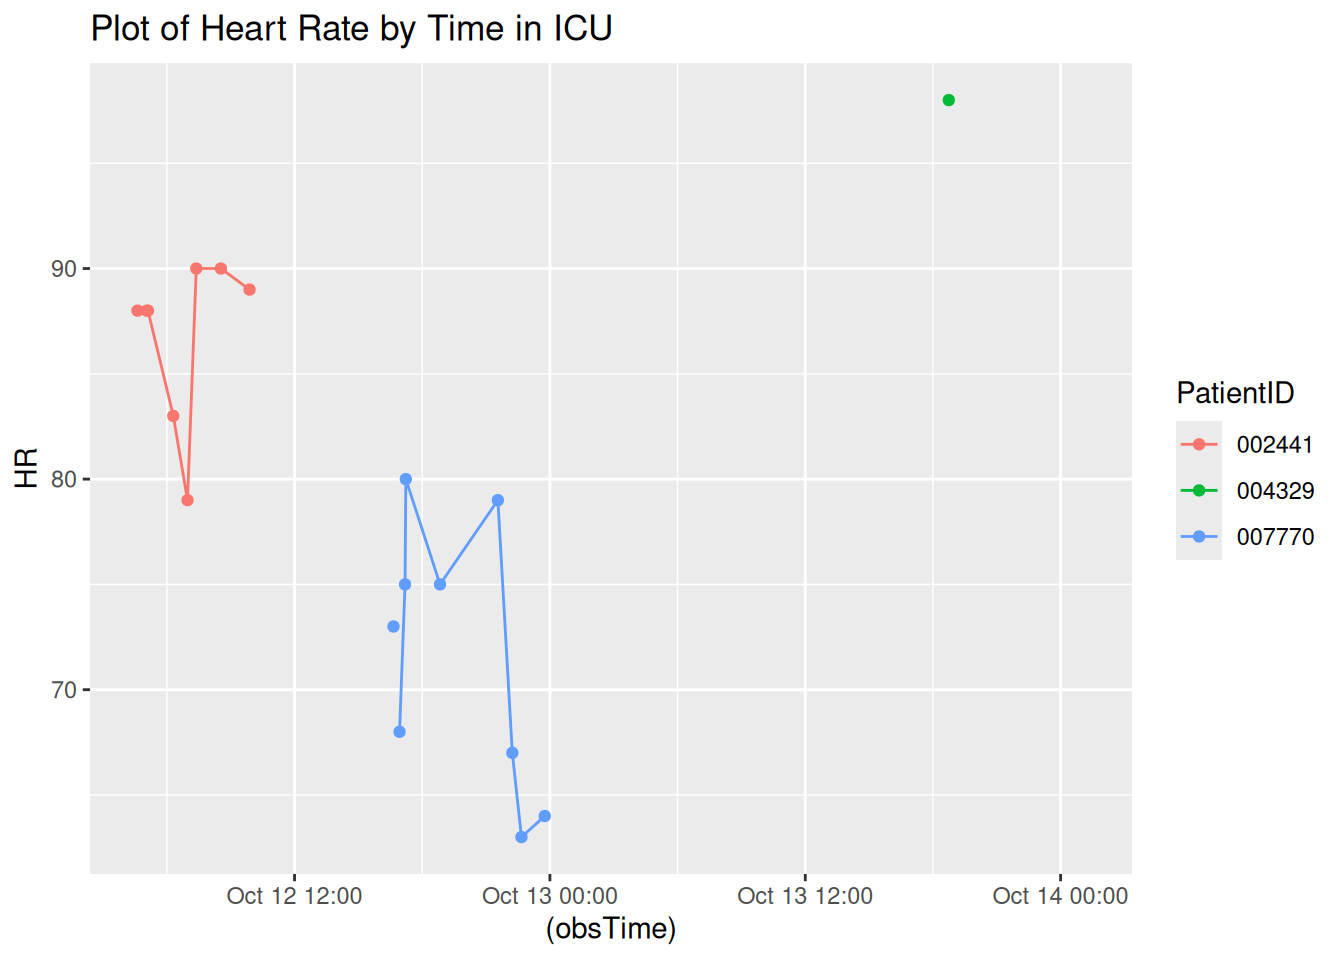 Plot of Heart Rate by Time in ICU
HR
90
80
70
Oct 12 12:00
Oct 13 00:00
Oct 13 12:00
Oct 14 00:00
(obsTime)
PatientID
002441
004329
007770